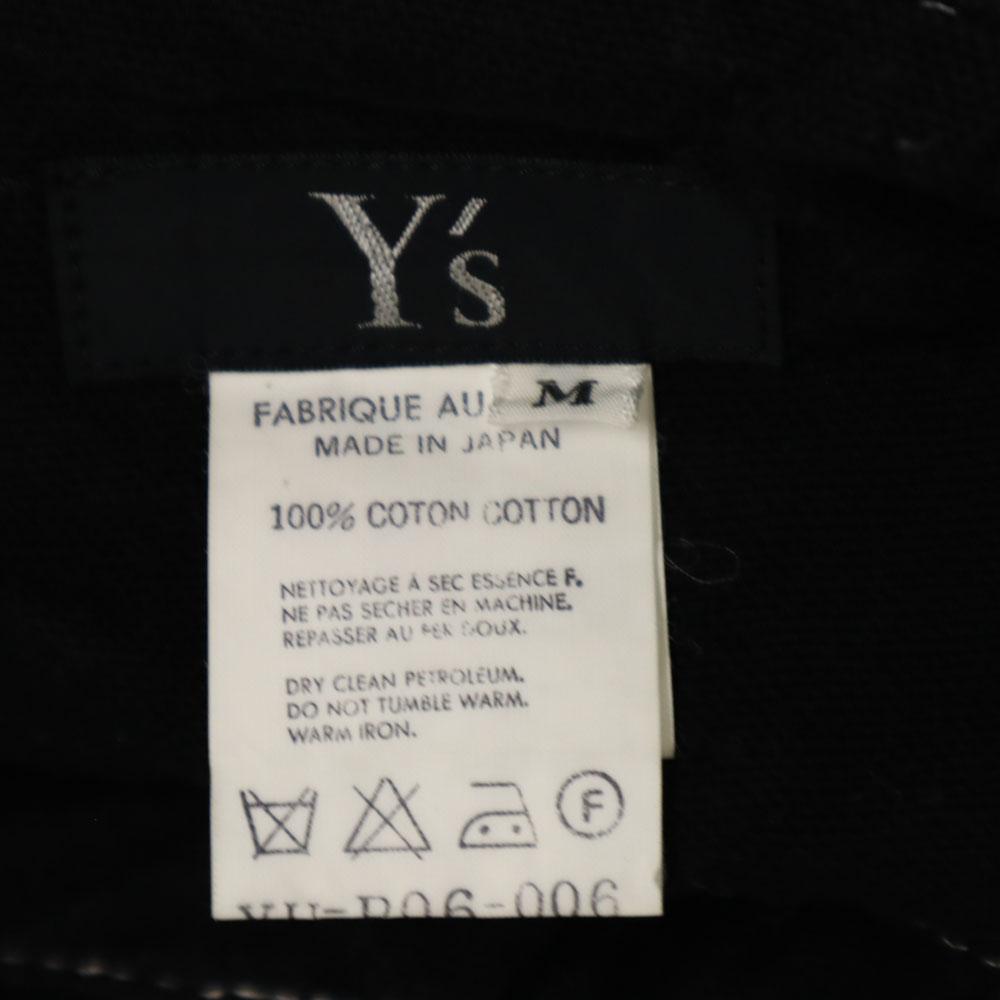 Y's
M
FABRIQUE AU
MADE IN JAPAN
100% COTON COTTON
NETTOYAGE À SEC ESSENCE F.
NE PAS SECHER EN MACHINE.
REPASSER AU FER DOUX.
DRY CLEAN PETROLEUM.
DO NOT TUMBLE WARM.
WARM IRON.
F